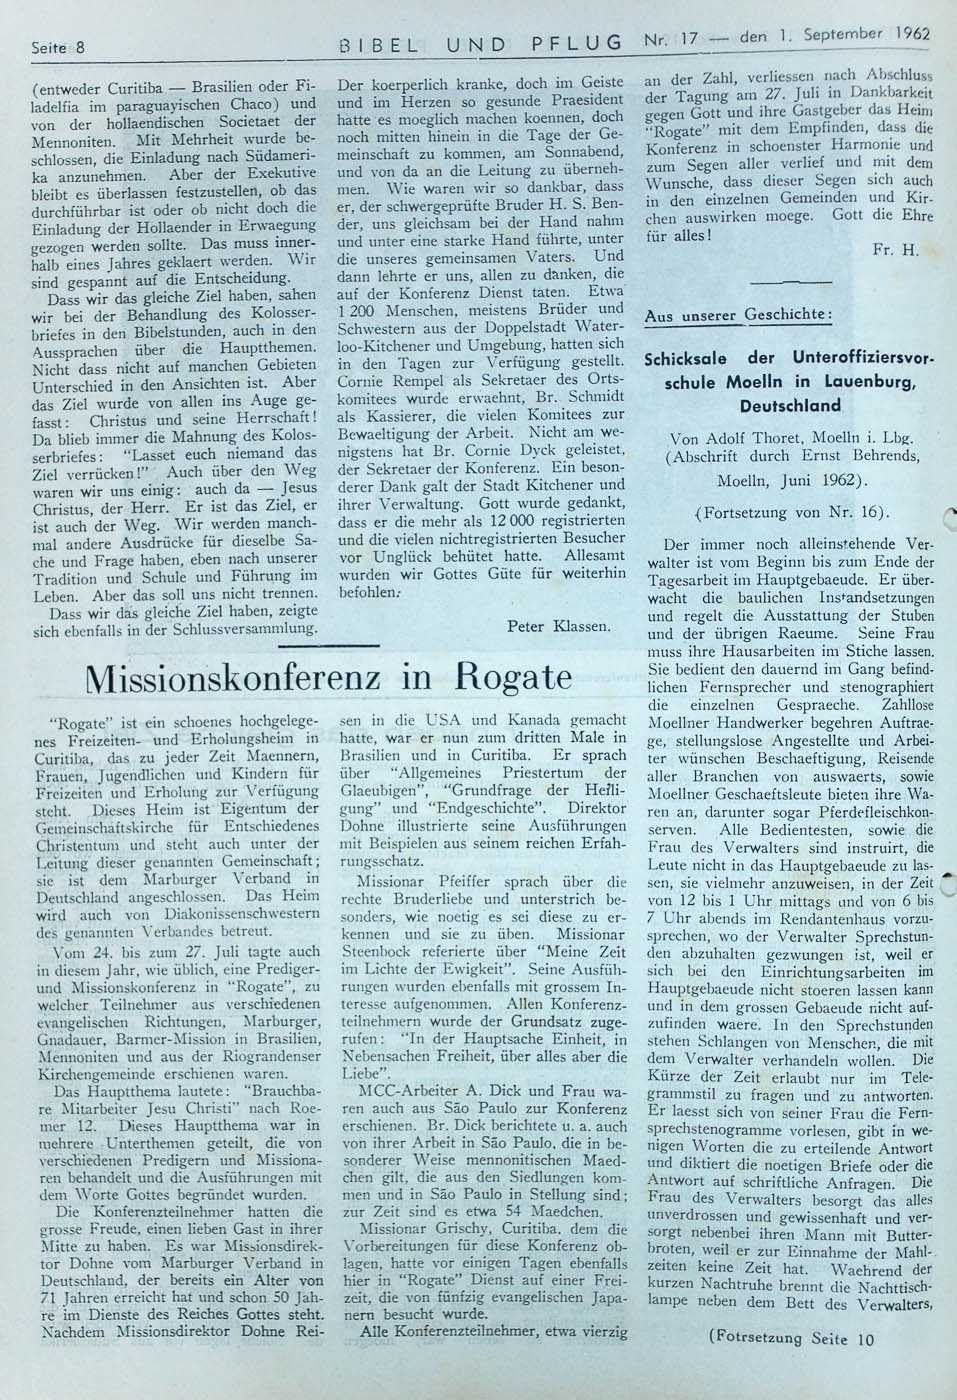 Seite 8
BIBEL UND PFLUG
Nr. 17 — den 1. September 1962
(entweder Curitiba — Brasilien oder Fi-
ladelfia im paraguayischen Chaco) und
von der hollaendischen Societaet der
Mennoniten. Mit Mehrheit wurde be-
schlossen, die Einladung nach Südameri-
ka anzunehmen. Aber der Exekutive
bleibt es überlassen festzustellen, ob das
durchführbar ist oder ob nicht doch die
Einladung der Hollaender in Erwaegung
gezogen werden sollte. Das muss inner-
halb eines Jahres geklaert werden. Wir
sind gespannt auf die Entscheidung.
Dass wir das gleiche Ziel haben, sahen
wir bei der Behandlung des Kolosser-
briefes in den Bibelstunden, auch in den
Aussprachen über die Hauptthemen.
Nicht dass nicht auf manchen Gebieten
Unterschied in den Ansichten ist. Aber
das Ziel wurde von allen ins Auge ge-
fasst: Christus und seine Herrschaft!
Da blieb immer die Mahnung des Kolos-
serbriefes: "Lasset euch niemand das
Ziel verrücken!" Auch über den Weg
waren wir uns einig: auch da — Jesus
Christus, der Herr. Er ist das Ziel, er
ist auch der Weg. Wir werden manch-
mal andere Ausdrücke für dieselbe Sa-
che und Frage haben, eben nach unserer
Tradition und Schule und Führung im
Leben. Aber das soll uns nicht trennen.
Dass wir das gleiche Ziel haben, zeigte
sich ebenfalls in der Schlussversammlung.
Der koerperlich kranke, doch im Geiste
und im Herzen so gesunde Praesident
hatte es moeglich machen koennen, doch
noch mitten hinein in die Tage der Ge-
meinschaft zu kommen, am Sonnabend,
und von da an die Leitung zu überneh-
men. Wie waren wir so dankbar, dass
er, der schwergeprüfte Bruder H. S. Ben-
der, uns gleichsam bei der Hand nahm
und unter eine starke Hand führte, unter
die unseres gemeinsamen Vaters. Und
dann lehrte er uns, allen zu danken, die
auf der Konferenz Dienst taten. Etwa
1 200 Menschen, meistens Brüder und
Schwestern aus der Doppelstadt Water-
loo-Kitchener und Umgebung, hatten sich
in den Tagen zur Verfügung gestellt.
Cornie Rempel als Sekretaer des Orts-
komitees wurde erwaehnt, Br. Schmidt
als Kassierer, die vielen Komitees zur
Bewaeltigung der Arbeit. Nicht am we-
nigstens hat Br. Cornie Dyck geleistet,
der Sekretaer der Konferenz. Ein beson-
derer Dank galt der Stadt Kitchener und
ihrer Verwaltung. Gott wurde gedankt,
dass er die mehr als 12 000 registrierten
und die vielen nichtregistrierten Besucher
vor Unglück behütet hatte. Allesamt
wurden wir Gottes Güte für weiterhin
befohlen.
Peter Klassen.
Missionskonferenz in Rogate
"Rogate" ist ein schoenes hochgelege-
nes Freizeiten- und Erholungsheim in
Curitiba, das zu jeder Zeit Maennern,
Frauen, Jugendlichen und Kindern für
Freizeiten und Erholung zur Verfügung
steht. Dieses Heim ist Eigentum der
Gemeinschaftskirche für Entschiedenes
Christentum und steht auch unter der
Leitung dieser genannten Gemeinschaft;
sie ist dem Marburger Verband in
Deutschland angeschlossen. Das Heim
wird auch von Diakonissenschwestern
des genannten Verbandes betreut.
Vom 24. bis zum 27. Juli tagte auch
in diesem Jahr, wie üblich, eine Prediger-
und Missionskonferenz in "Rogate", zu
welcher Teilnehmer aus verschiedenen
evangelischen Richtungen, Marburger,
Gnadauer, Barmer-Mission in Brasilien,
Mennoniten und aus der Riograndenser
Kirchengemeinde erschienen waren.
Das Hauptthema lautete: "Brauchba-
re Mitarbeiter Jesu Christi" nach Roe-
mer 12. Dieses Hauptthema war in
mehrere Unterthemen geteilt, die von
verschiedenen Predigern und Missiona-
ren behandelt und die Ausführungen mit
dem Worte Gottes begründet wurden.
Die Konferenzteilnehmer hatten die
grosse Freude, einen lieben Gast in ihrer
Mitte zu haben. Es war Missionsdirek-
tor Dohne vom Marburger Verband in
Deutschland, der bereits ein Alter von
71 Jahren erreicht hat und schon 50 Jah-
re im Dienste des Reiches Gottes steht.
Nachdem Missionsdirektor Dohne Rei-
sen in die USA und Kanada gemacht
hatte, war er nun zum dritten Male in
Brasilien und in Curitiba. Er sprach
über "Allgemeines Priestertum der
Glaeubigen", "Grundfrage der Heili-
gung" und "Endgeschichte". Direktor
Dohne illustrierte seine Ausführungen
mit Beispielen aus seinem reichen Erfah-
rungsschatz.
Missionar Pfeiffer sprach über die
rechte Bruderliebe und unterstrich be-
sonders, wie noetig es sei diese zu er-
kennen und sie zu üben. Missionar
Steenbock referierte über "Meine Zeit
im Lichte der Ewigkeit". Seine Ausfüh-
rungen wurden ebenfalls mit grossem In-
teresse aufgenommen. Allen Konferenz-
teilnehmern wurde der Grundsatz zuge-
rufen: "In der Hauptsache Einheit, in
Nebensachen Freiheit, über alles aber die
Liebe".
MCC-Arbeiter A. Dick und Frau wa-
ren auch aus São Paulo zur Konferenz
erschienen. Br. Dick berichtete u. a. auch
von ihrer Arbeit in São Paulo, die in be-
sonderer Weise mennonitischen Maed-
chen gilt, die aus den Siedlungen kom-
men und in São Paulo in Stellung sind;
zur Zeit sind es etwa 54 Maedchen.
Missionar Grischy, Curitiba, dem die
Vorbereitungen für diese Konferenz ob-
lagen, hatte vor einigen Tagen ebenfalls
hier in "Rogate" Dienst auf einer Frei-
zeit, die von fünfzig evangelischen Japa-
nern besucht wurde.
Alle Konferenzteilnehmer, etwa vierzig
an der Zahl, verliessen nach Abschluss
der Tagung am 27. Juli in Dankbarkeit
gegen Gott und ihre Gastgeber das Heim
"Rogate" mit dem Empfinden, dass die
Konferenz in schoenster Harmonie und
zum Segen aller verlief und mit dem
Wunsche, dass dieser Segen sich auch
in den einzelnen Gemeinden und Kir-
chen auswirken moege. Gott die Ehre
für alles!
Fr. H.
Aus unserer Geschichte:
Schicksale der Unteroffiziersvor-
schule Moelln in Lauenburg,
Deutschland
Von Adolf Thoret, Moelln i. Lbg.
(Abschrift durch Ernst Behrends,
Moelln, Juni 1962).
(Fortsetzung von Nr. 16).
Der immer noch alleinstehende Ver-
walter ist vom Beginn bis zum Ende der
Tagesarbeit im Hauptgebaeude. Er über-
wacht die baulichen Instandsetzungen
und regelt die Ausstattung der Stuben
und der übrigen Raeume. Seine Frau
muss ihre Hausarbeiten im Stiche lassen.
Sie bedient den dauernd im Gang befind-
lichen Fernsprecher und stenographiert
die einzelnen Gespraeche. Zahllose
Moellner Handwerker begehren Auftrae-
ge, stellungslose Angestellte und Arbei-
ter wünschen Beschaeftigung, Reisende
aller Branchen von auswaerts, sowie
Moellner Geschaeftsleute bieten ihre Wa-
ren an, darunter sogar Pferdefleischkon-
serven. Alle Bediensteten, sowie die
Frau des Verwalters sind instruirt, die
Leute nicht in das Hauptgebaeude zu las-
sen, sie vielmehr anzuweisen, in der Zeit
von 12 bis 1 Uhr mittags und von 6 bis
7 Uhr abends im Rendantenhaus vorzu-
sprechen, wo der Verwalter Sprechstun-
den abzuhalten gezwungen ist, weil er
sich bei den Einrichtungsarbeiten im
Hauptgebaeude nicht stoeren lassen kann
und in dem grossen Gebaeude nicht auf-
zufinden waere. In den Sprechstunden
stehen Schlangen von Menschen, die mit
dem Verwalter verhandeln wollen. Die
Kürze der Zeit erlaubt nur im Tele-
grammstil zu fragen und zu antworten.
Er laesst sich von seiner Frau die Fern-
sprechstenogramme vorlesen, gibt in we-
nigen Worten die zu erteilende Antwort
und diktiert die noetigen Briefe oder die
Antwort auf schriftliche Anfragen. Die
Frau des Verwalters besorgt das alles
unverdrossen und gewissenhaft und ver-
sorgt nebenbei ihren Mann mit Butter-
broten, weil er zur Einnahme der Mahl-
zeiten keine Zeit hat. Waehrend der
kurzen Nachtruhe brennt die Nachttisch-
lampe neben dem Bett des Verwalters,
(Fotrsetzung Seite 10